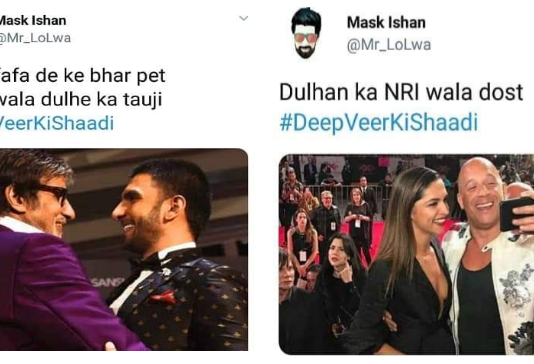 Mask Ishan
@Mr_LoLwa
fafa de ke bhar pet
wala dulhe ka tauji
VeerKiShaadi
Mask Ishan
@Mr_LoLwa
Dulhan ka NRI wala dost
#DeepVeerKiShaadi